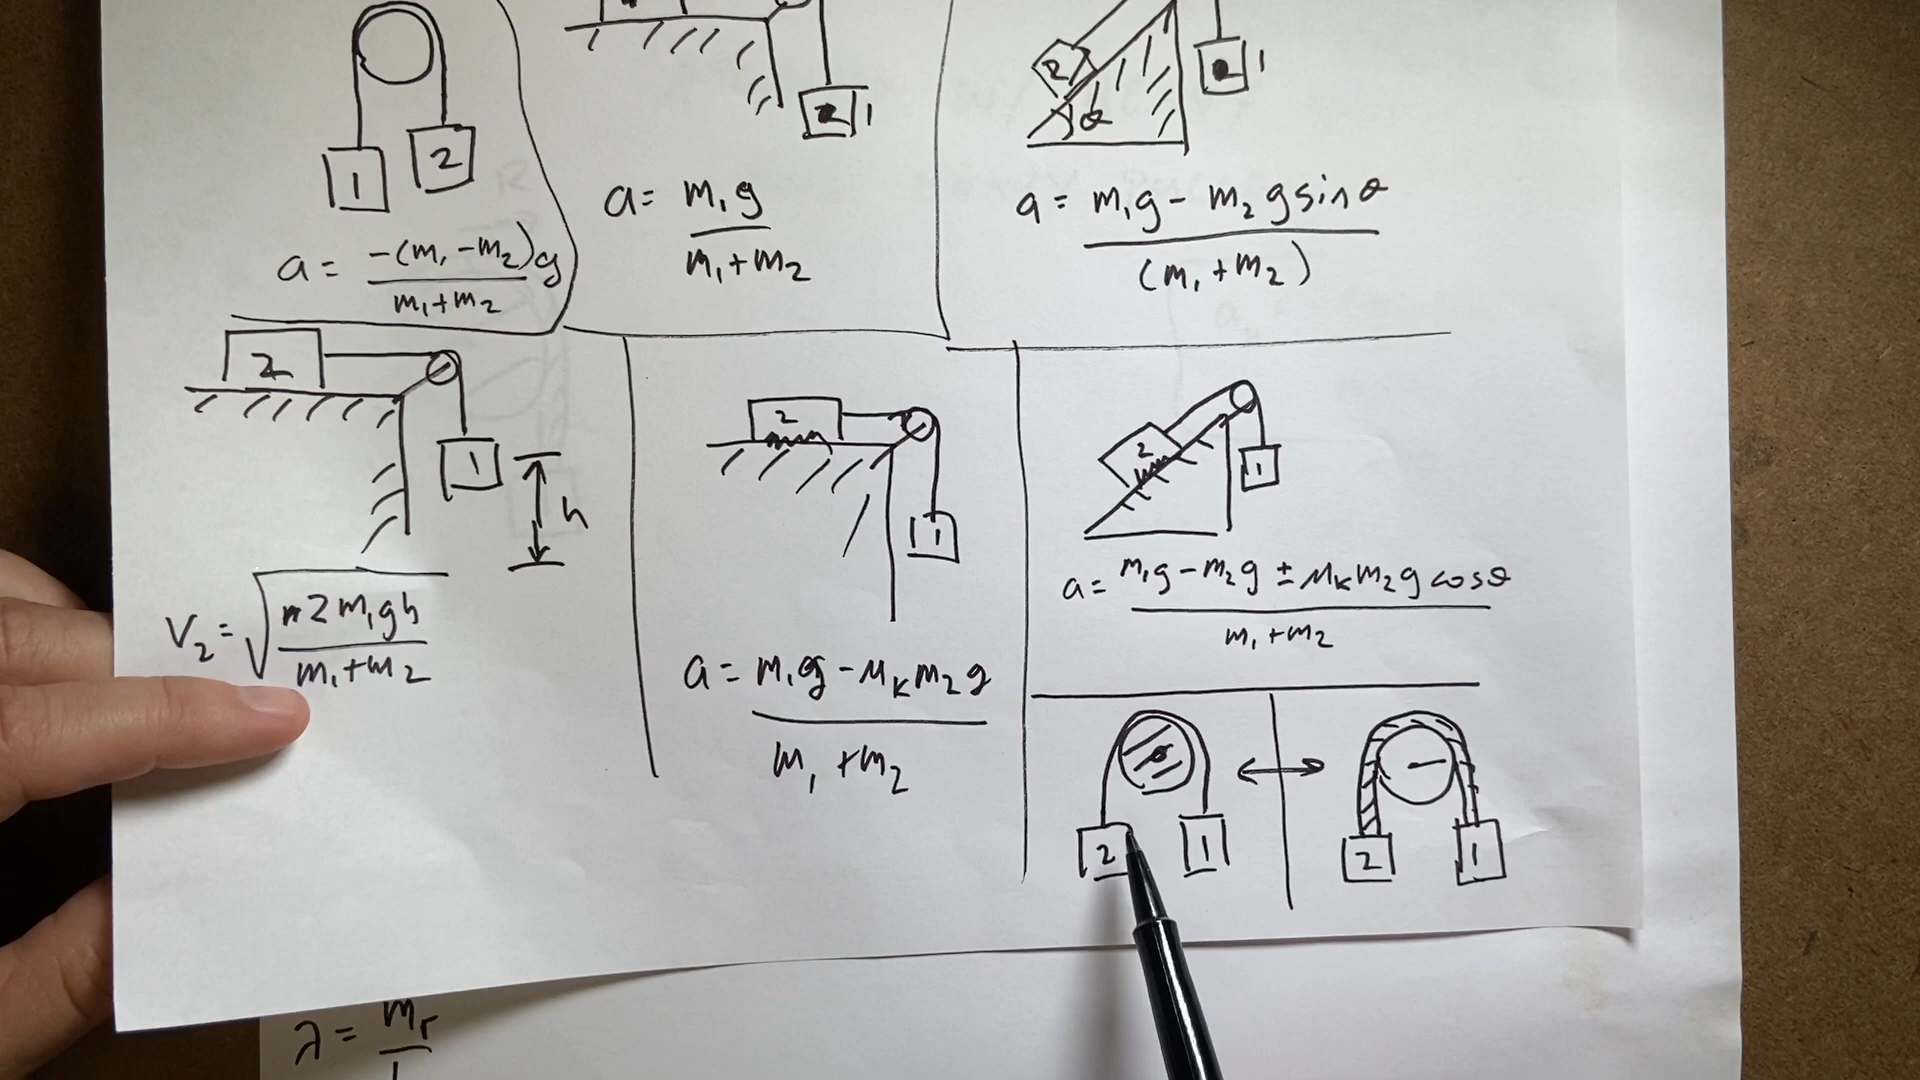 1
2
a = -(m₁ - m₂)g / m₁ + m₂
2 1
a = m₁g / m₁ + m₂
2
θ
2 1
a = m₁g - m₂g sin θ / (m₁ + m₂)
2
1
h
V₂ = √(2m₁gh / m₁ + m₂)
2
1
a = m₁g - μₖm₂g / m₁ + m₂
2
1
a = m₁g - m₂g ± μₖm₂g cos θ / m₁ + m₂
2
1
2
1
λ = mᵣ / L